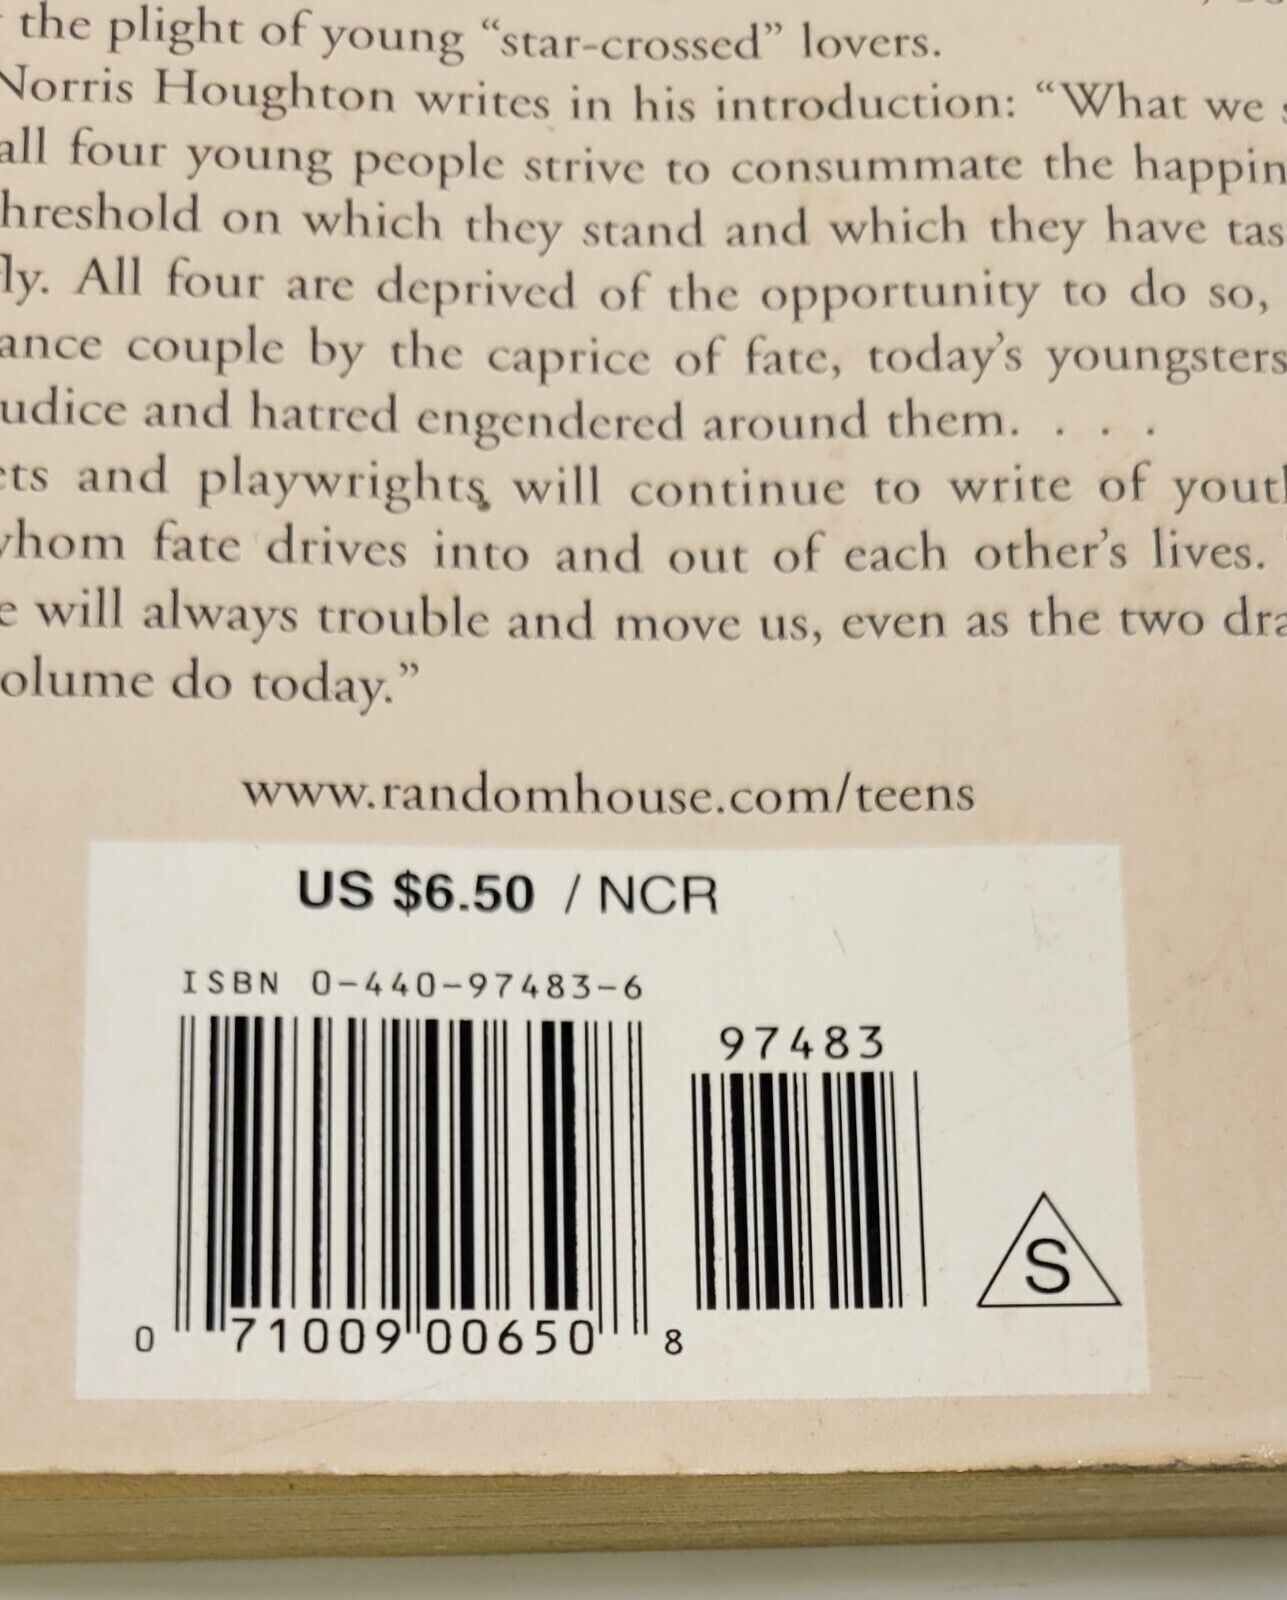 the plight of young “star-crossed” lovers.
Norris Houghton writes in his introduction: “What we
all four young people strive to consummate the happin
hreshold on which they stand and which they have tas
fly. All four are deprived of the opportunity to do so,
ance couple by the caprice of fate, today’s youngsters
udice and hatred engendered around them. . . .
ets and playwrights will continue to write of youth
whom fate drives into and out of each other’s lives.
e will always trouble and move us, even as the two dra
olume do today.”
www.randomhouse.com/teens
US $6.50 / NCR
ISBN 0-440-97483-6
97483
0 71009 00650 8
S